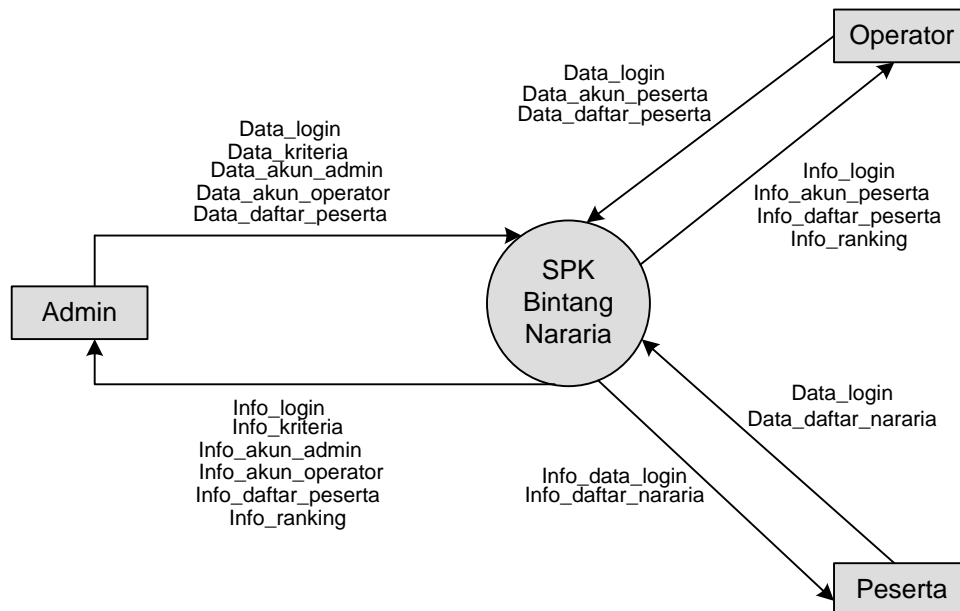 Operator
Data_login
Data_akun_peserta
Data_daftar_peserta
Data_login
Data_kriteria
Data_akun_admin
Data_akun_operator
Data_daftar_peserta
Info_login
Info_akun_peserta
Info_daftar_peserta
Info_ranking
SPK
Bintang
Nararia
Admin
Info_login
Info_kriteria
Info_akun_admin
Info_akun_operator
Info_daftar_peserta
Info_ranking
Data_login
Data_daftar_nararia
Info_data_login
Info_daftar_nararia
Peserta